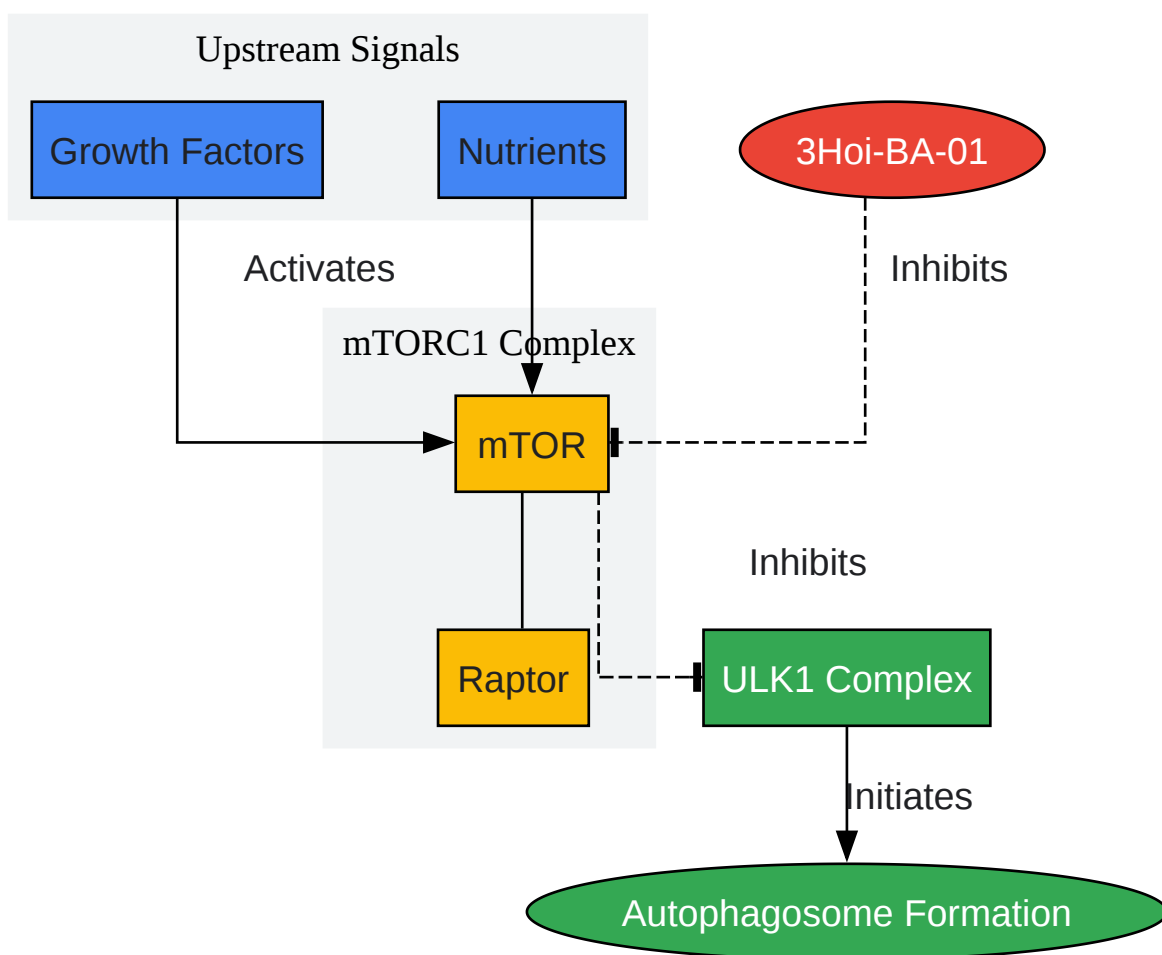 Upstream Signals
Growth Factors
Nutrients
3Hoi-BA-01
Activates
Inhibits
mTORC1 Complex
mTOR
Inhibits
Raptor
ULK1 Complex
Initiates
Autophagosome Formation